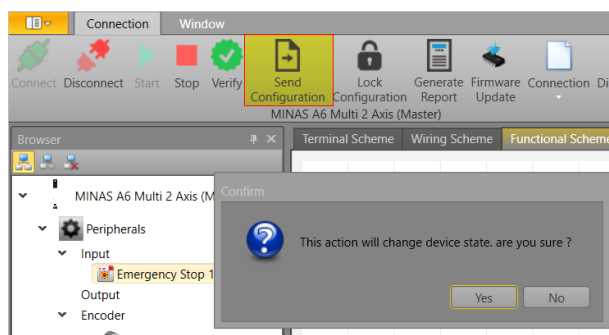 Connection Window
Connect Disconnect Start Stop Verify Send Configuration Lock Configuration Generate Report Firmware Update Connection
MINAS A6 Multi 2 Axis (Master)
Browser
Terminal Scheme Wiring Scheme Functional Scheme
MINAS A6 Multi 2 Axis (M
Confirm
Peripherals
This action will change device state. are you sure ?
Input
Emergency Stop 1
Output
Yes No
Encoder